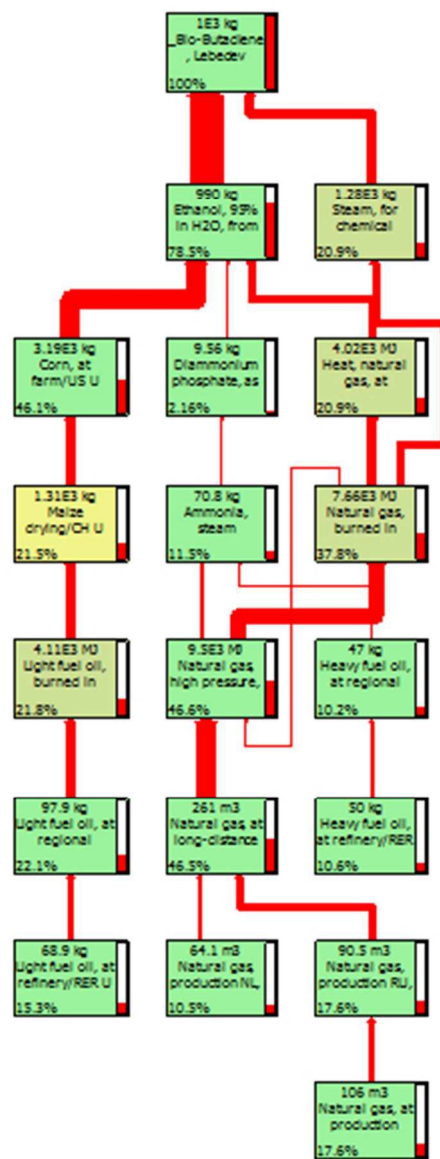 1E3 kg
_Bio-Butadiene
, Lebedev
100%
990 kg
Ethanol, 95%
in H2O, from
78.5%
1.28E3 kg
Steam, for
chemical
20.9%
3.19E3 kg
Corn, at
farm/US U
46.1%
9.56 kg
Diammonium
phosphate, as
2.16%
4.02E3 MJ
Heat, natural
gas, at
20.9%
1.31E3 kg
Maize
drying/CH U
21.5%
70.8 kg
Ammonia,
steam
11.5%
7.66E3 MJ
Natural gas,
burned in
37.8%
4.11E3 MJ
Light fuel oil,
burned in
21.8%
9.5E3 MJ
Natural gas,
high pressure,
46.6%
47 kg
Heavy fuel oil,
at regional
10.2%
97.9 kg
Light fuel oil, at
regional
22.1%
261 m3
Natural gas, at
long-distance
46.5%
50 kg
Heavy fuel oil,
at refinery/RER
10.6%
68.9 kg
Light fuel oil, at
refinery/RER U
15.3%
64.1 m3
Natural gas,
production NL,
10.5%
90.5 m3
Natural gas,
production RU,
17.6%
106 m3
Natural gas, at
production
17.6%